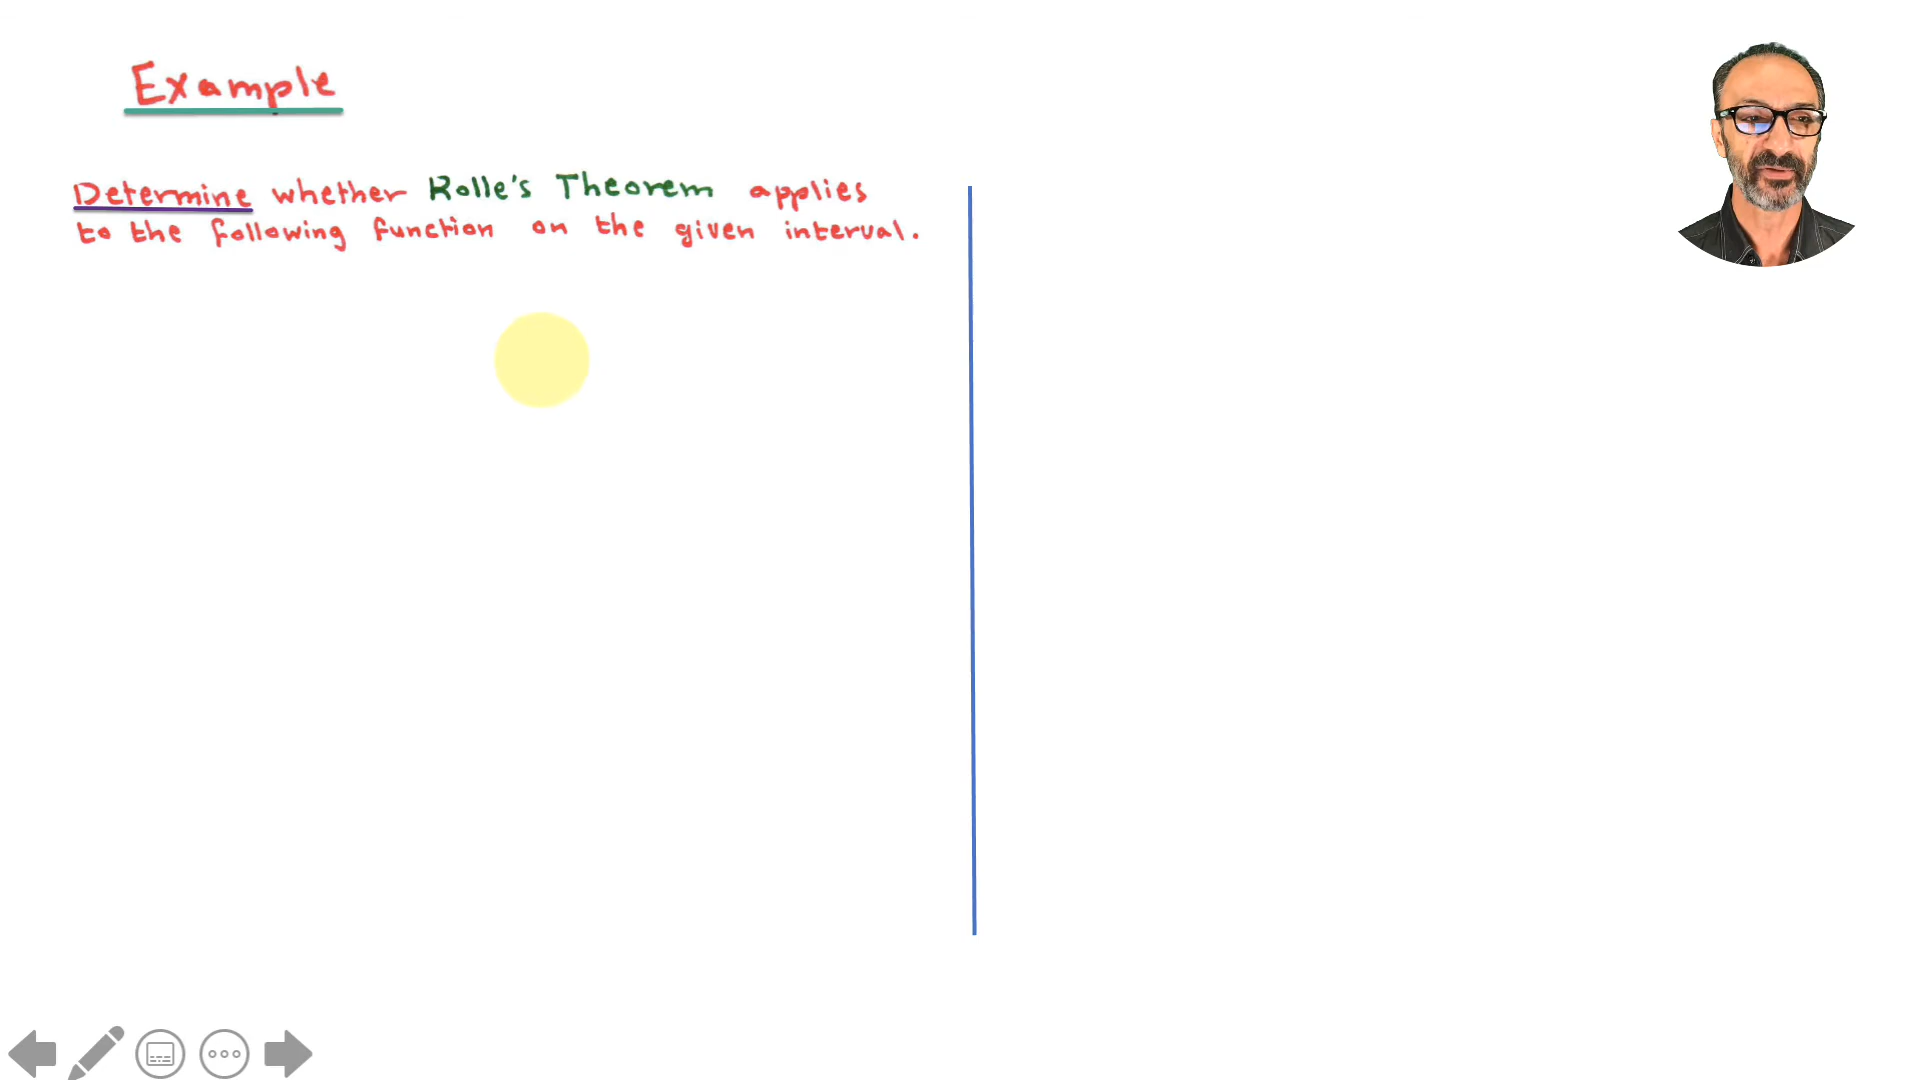 Example
Determine whether Rolle's Theorem applies
to the following function on the given interval.